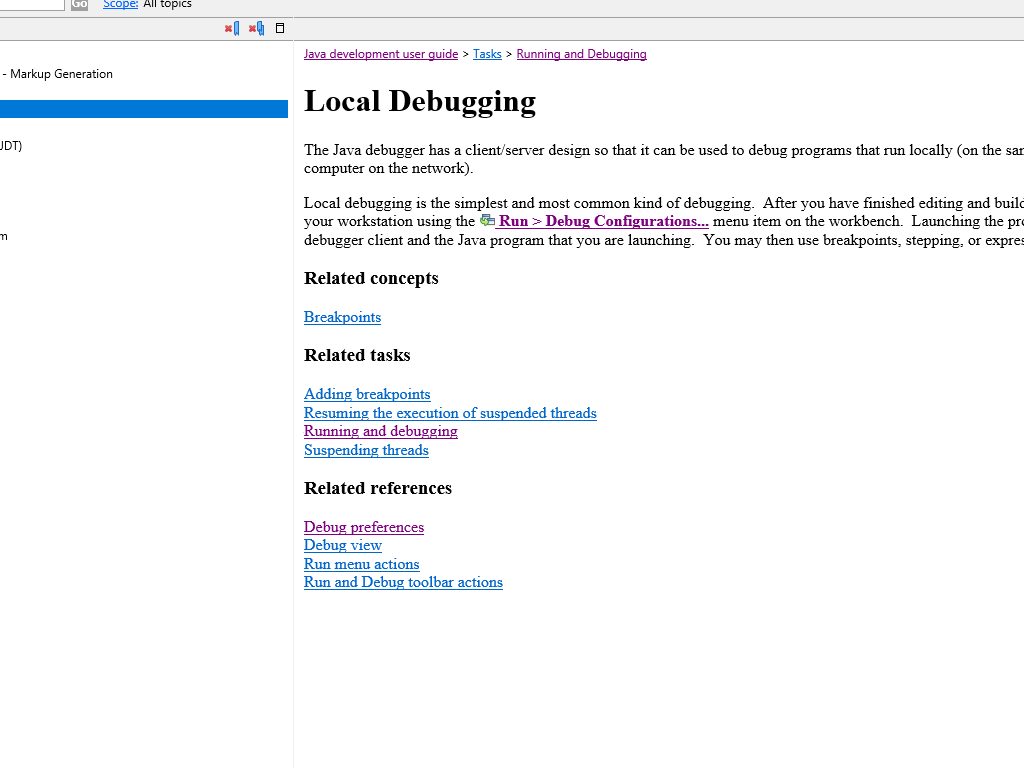 Go Scope: All topics
- Markup Generation
JDT)
m
Java development user guide > Tasks > Running and Debugging
Local Debugging
The Java debugger has a client/server design so that it can be used to debug programs that run locally (on the
computer on the network).
Local debugging is the simplest and most common kind of debugging.  After you have finished editing and
your workstation using the Run > Debug Configurations... menu item on the workbench.  Launching the
debugger client and the Java program that you are launching.  You may then use breakpoints, stepping, or
Related concepts
Breakpoints
Related tasks
Adding breakpoints
Resuming the execution of suspended threads
Running and debugging
Suspending threads
Related references
Debug preferences
Debug view
Run menu actions
Run and Debug toolbar actions